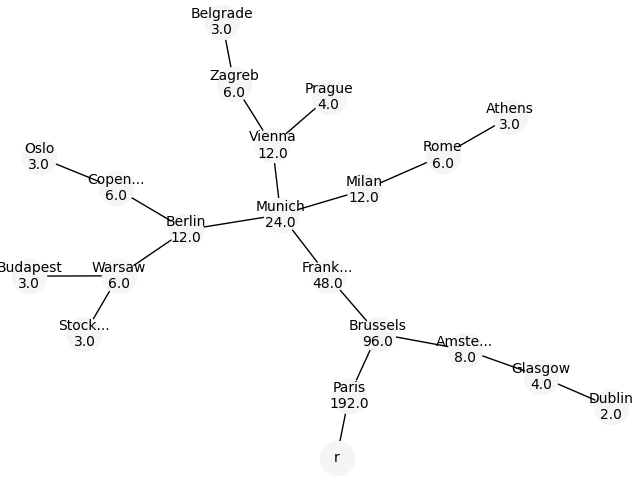 Belgrade
3.0
Zagreb
6.0
Prague
4.0
Athens
3.0
Vienna
12.0
Oslo
3.0
Rome
6.0
Copen...
6.0
Milan
12.0
Munich
24.0
Berlin
12.0
Budapest
3.0
Warsaw
6.0
Frank...
48.0
Stock...
3.0
Brussels
96.0
Amste...
8.0
Glasgow
4.0
Paris
192.0
Dublin
2.0
r